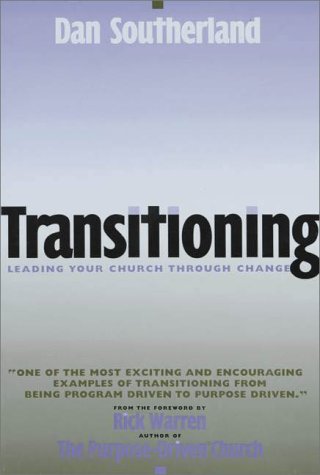 Dan Southerland
Transitioning
LEADING YOUR CHURCH THROUGH CHANGE
"ONE OF THE MOST EXCITING AND ENCOURAGING
EXAMPLES OF TRANSITIONING FROM
BEING PROGRAM DRIVEN TO PURPOSE DRIVEN."
FROM THE FOREWORD BY
Rick Warren
AUTHOR OF
The Purpose-Driven Church